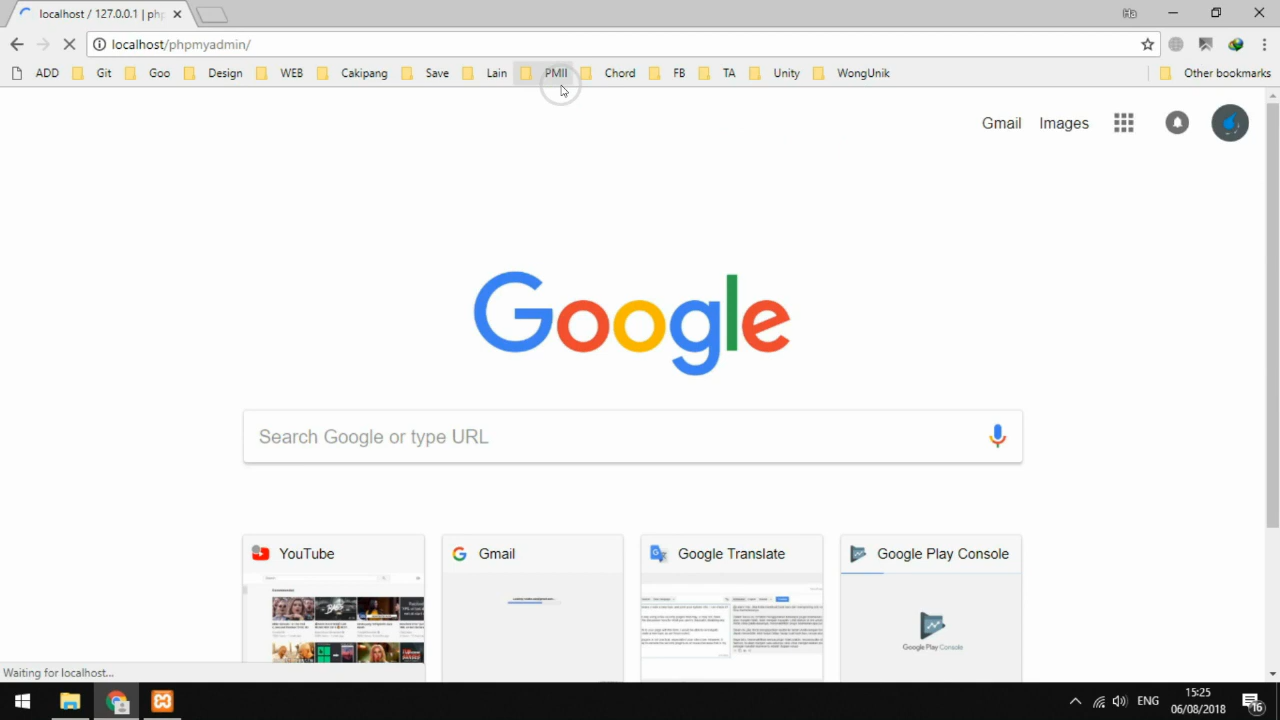 localhost / 127.0.0.1 | php
localhost/phpmyadmin/
ADD Git Goo Design WEB Cakipang Save Lain PMII Chord FB TA Unity WongUnik Other bookmarks
Gmail Images
Google
Search Google or type URL
YouTube Gmail Google Translate Google Play Console
Google Play Console
Waiting for localhost...
ENG 15:25
06/08/2018 16